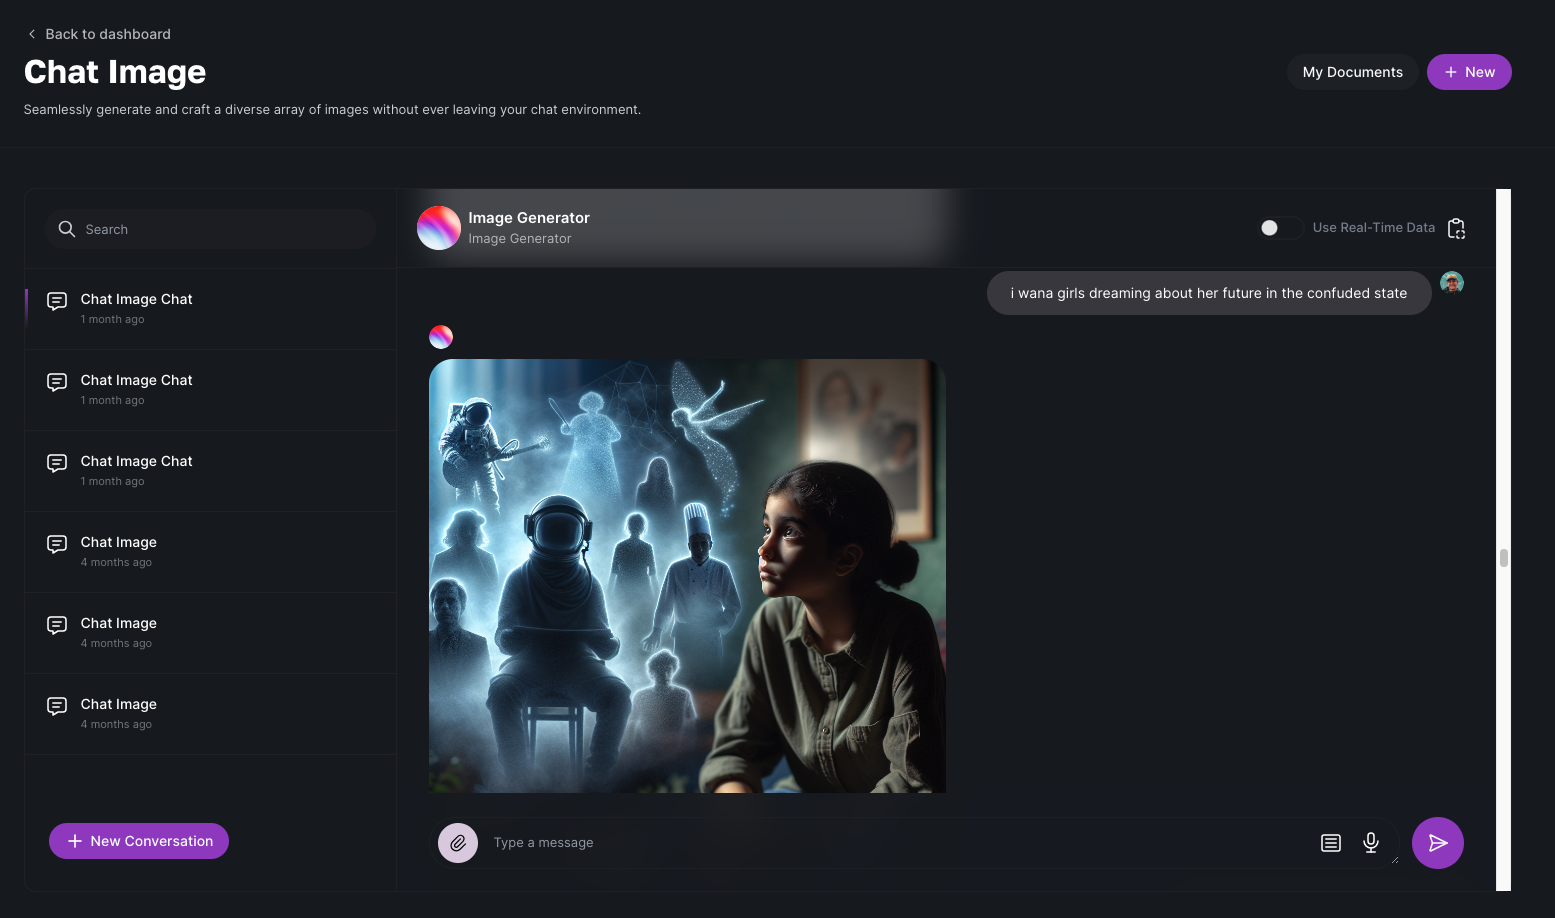 Back to dashboard
Chat Image
Seamlessly generate and craft a diverse array of images without ever leaving your chat environment.
My Documents
New
Search
Chat Image Chat
1 month ago
Chat Image Chat
1 month ago
Chat Image Chat
1 month ago
Chat Image
4 months ago
Chat Image
4 months ago
Chat Image
4 months ago
New Conversation
Image Generator
Image Generator
Use Real-Time Data
i wana girls dreaming about her future in the confuded state
Type a message